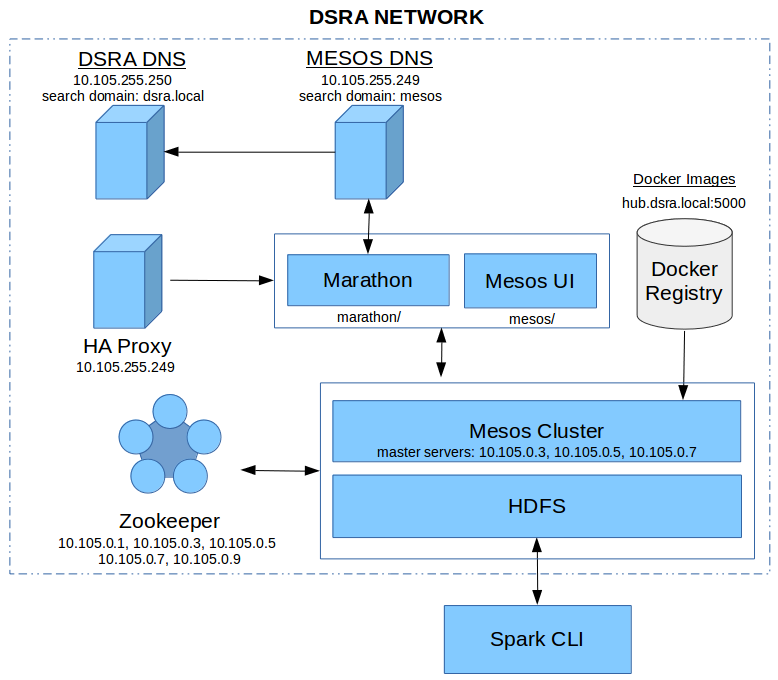 DSRA NETWORK
DSRA DNS
10.105.255.250
search domain: dsra.local
MESOS DNS
10.105.255.249
search domain: mesos
Docker Images
hub.dsra.local:5000
Docker
Registry
Marathon
marathon/
Mesos UI
mesos/
HA Proxy
10.105.255.249
Mesos Cluster
master servers: 10.105.0.3, 10.105.0.5, 10.105.0.7
HDFS
Zookeeper
10.105.0.1, 10.105.0.3, 10.105.0.5
10.105.0.7, 10.105.0.9
Spark CLI